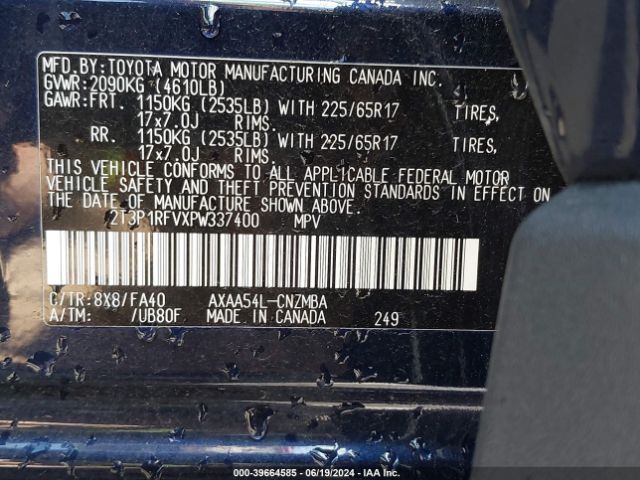 MFD.BY:TOYOTA MOTOR MANUFACTURING CANADA INC.
GVWR:2090KG (4610LB)
GAWR:FRT. 1150KG (2535LB) WITH 225/65R17 TIRES,
17x7.0J RIMS.
RR. 1150KG (2535LB) WITH 225/65R17 TIRES,
17x7.0J RIMS.
THIS VEHICLE CONFORMS TO ALL APPLICABLE FEDERAL MOTOR
VEHICLE SAFETY AND THEFT PREVENTION STANDARDS IN EFFECT ON
THE DATE OF MANUFACTURE SHOWN ABOVE.
2T3P1RFVXPW337400 MPV
C/TR:8X8/FA40 AXAA54L-CNZMBA
A/TM: /UB80F MADE IN CANADA 249
000-39664585 - 06/19/2024 - IAA Inc.